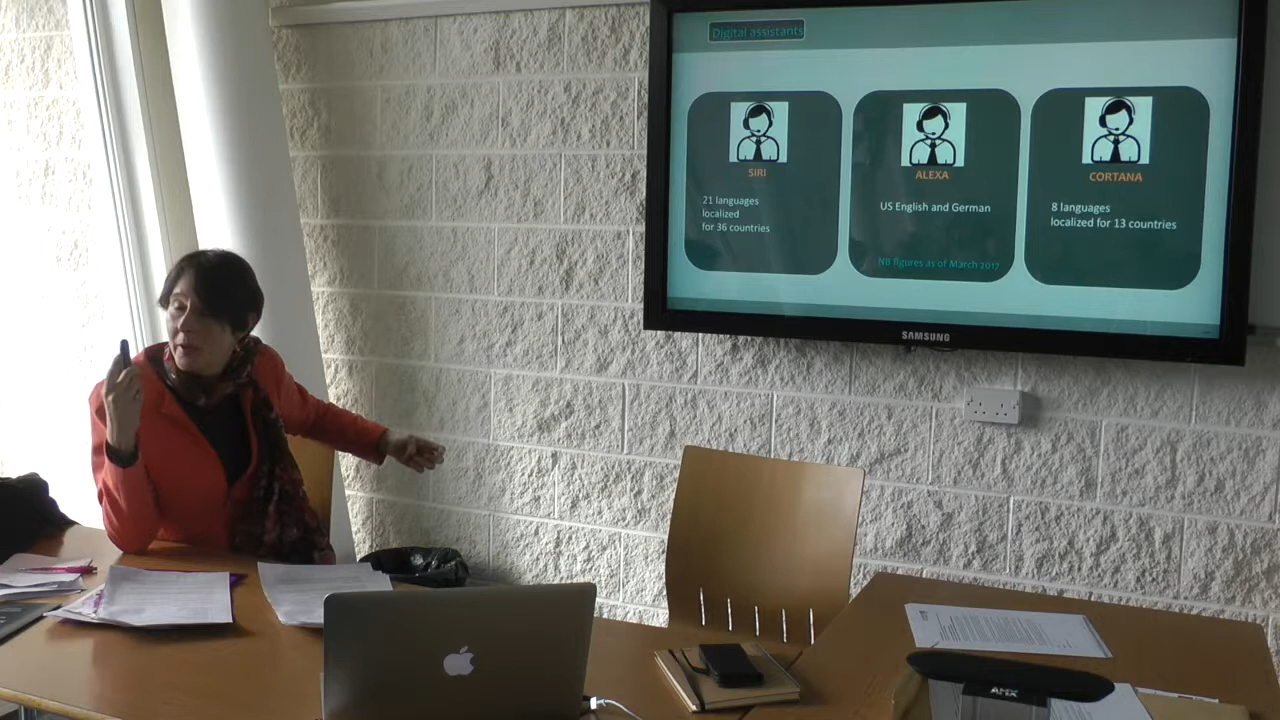 Digital assistants
SIRI
21 languages
localized
for 36 countries
ALEXA
US English and German
NB figures as of March 2017
CORTANA
8 languages
localized for 13 countries
SAMSUNG
AMX